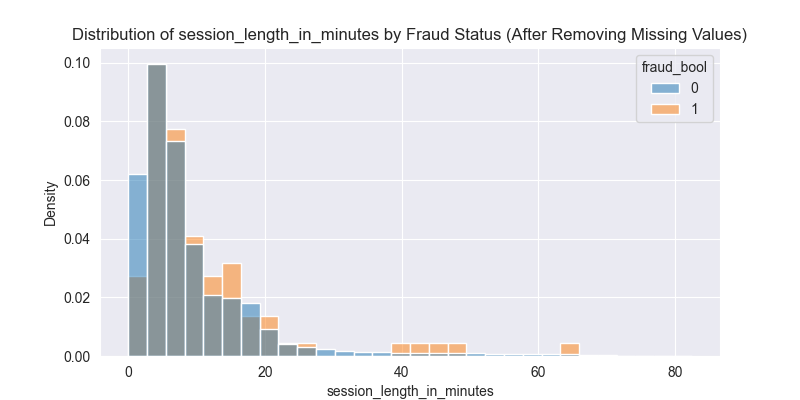 Distribution of session_length_in_minutes by Fraud Status (After Removing Missing Values)
fraud_bool
0
1
Density
0.10
0.08
0.06
0.04
0.02
0.00
0 20 40 60 80
session_length_in_minutes